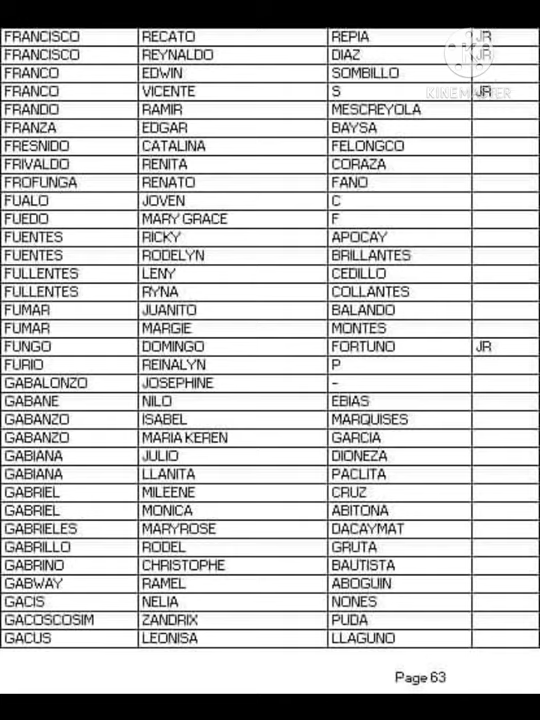 FRANCISCO RECATO REPIA JR
FRANCISCO REYNALDO DIAZ JR
FRANCO EDWIN SOMBILLO
FRANCO VICENTE S JR
KINEMASTER
FRANDO RAMIR MESCREYOLA
FRANZA EDGAR BAYSA
FRESNIDO CATALINA FELONGCO
FRIVALDO RENITA CORAZA
FROFUNGA RENATO FANO
FUALO JOVEN C
FUEDO MARY GRACE F
FUENTES RICKY APOCAY
FUENTES RODELYN BRILLANTES
FULLENTES LENY CEDILLO
FULLENTES RYNA COLLANTES
FUMAR JUANITO BALANDO
FUMAR MARGIE MONTES
FUNGO DOMINGO FORTUNO JR
FURIO REINALYN P
GABALONZO JOSEPHINE -
GABANE NILO EBIAS
GABANZO ISABEL MARQUISES
GABANZO MARIA KEREN GARCIA
GABIANA JULIO DIONEZA
GABIANA LLANITA PACLITA
GABRIEL MILEENE CRUZ
GABRIEL MONICA ABITONA
GABRIELES MARYROSE DACAYMAT
GABRILLO RODEL GRUTA
GABRINO CHRISTOPHE BAUTISTA
GABWAY RAMEL ABOGUIN
GACIS NELIA NONES
GACOSCOSIM ZANDRIX PUDA
GACUS LEONISA LLAGUNO
Page 63